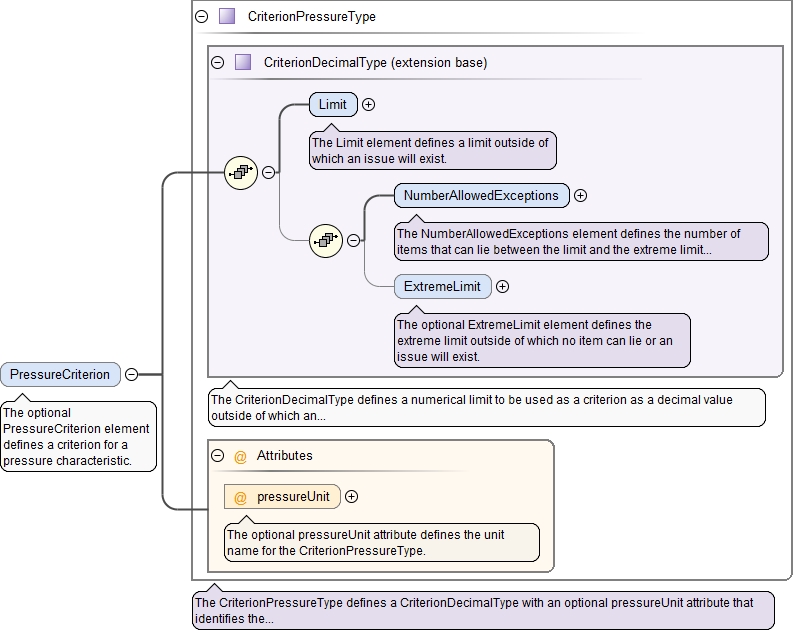 CriterionPressureType
CriterionDecimalType (extension base)
Limit
The Limit element defines a limit outside of
which an issue will exist.
NumberAllowedExceptions
The NumberAllowedExceptions element defines the number of
items that can lie between the limit and the extreme limit...
ExtremeLimit
The optional ExtremeLimit element defines the
extreme limit outside of which no item can lie or an
issue will exist.
PressureCriterion
The optional
PressureCriterion element
defines a criterion for a
pressure characteristic.
The CriterionDecimalType defines a numerical limit to be used as a criterion as a decimal value
outside of which an...
@ Attributes
@ pressureUnit
The optional pressureUnit attribute defines the unit
name for the CriterionPressureType.
The CriterionPressureType defines a CriterionDecimalType with an optional pressureUnit attribute that
identifies the...